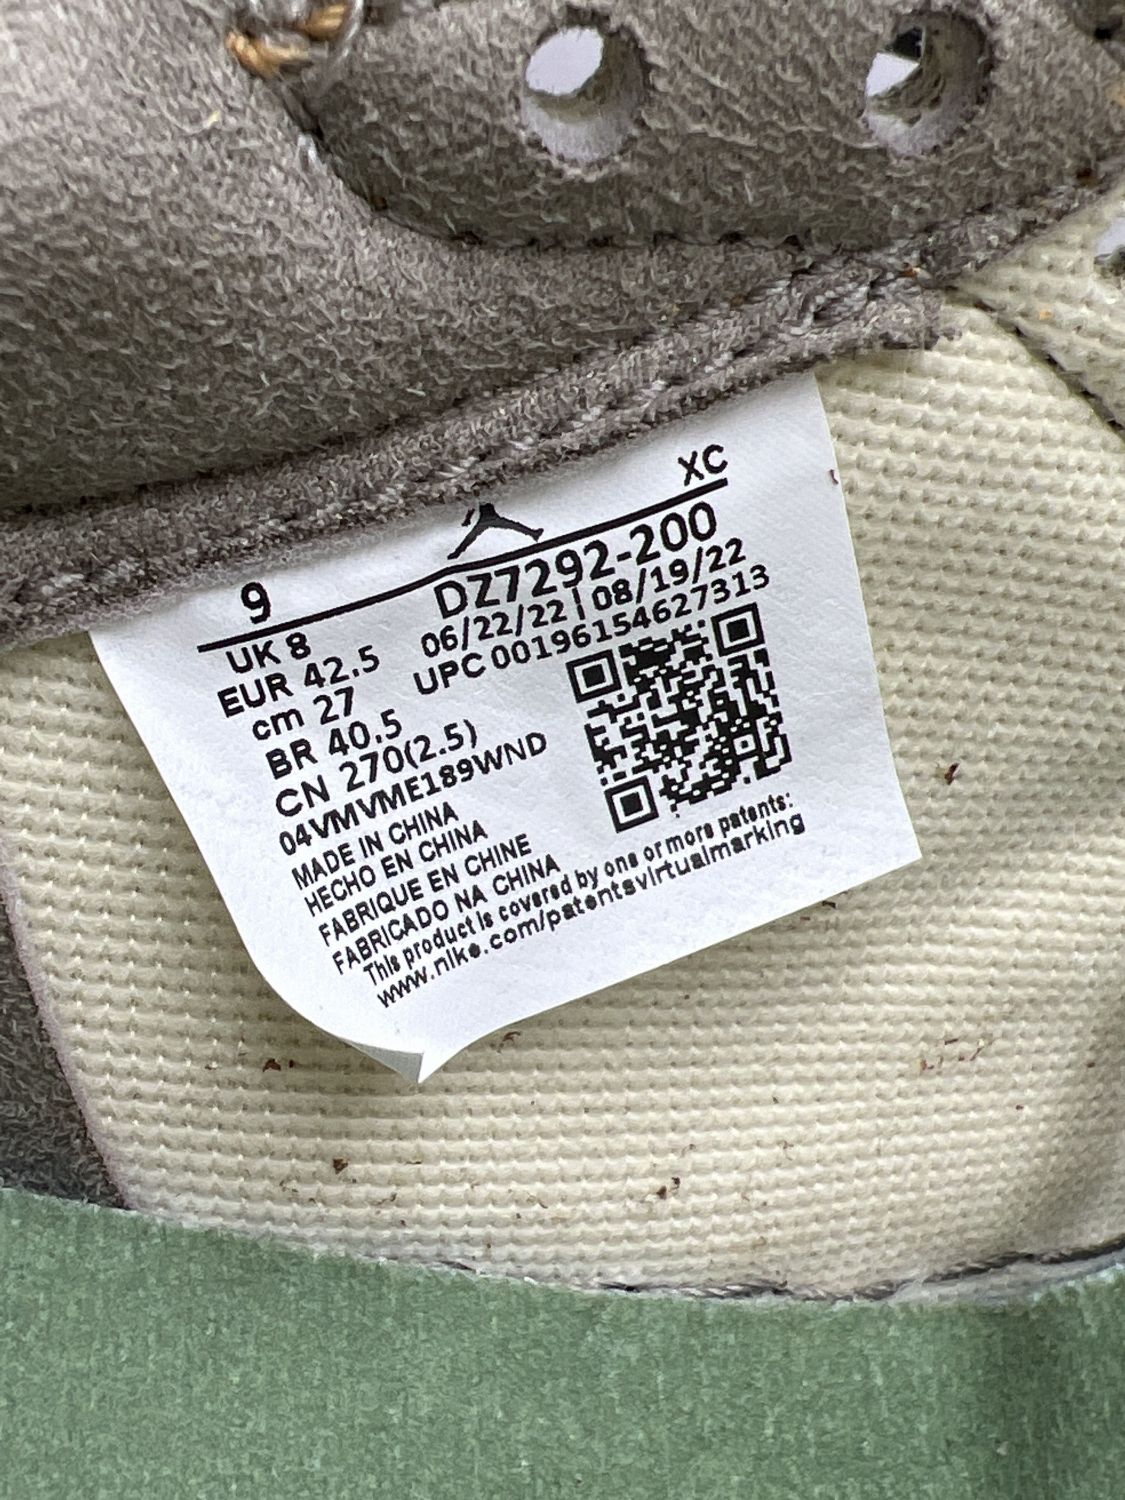 XC
9
DZ7292-200
UK 8
06/22/22 | 08/19/22
EUR 42.5
UPC 00196154627313
cm 27
BR 40.5
CN 270(2.5)
04VMVME189WND
MADE IN CHINA
HECHO EN CHINA
FABRIQUE EN CHINE
FABRICADO NA CHINA
This product is covered by one or more patents:
www.nike.com/patentsvirtualmarking